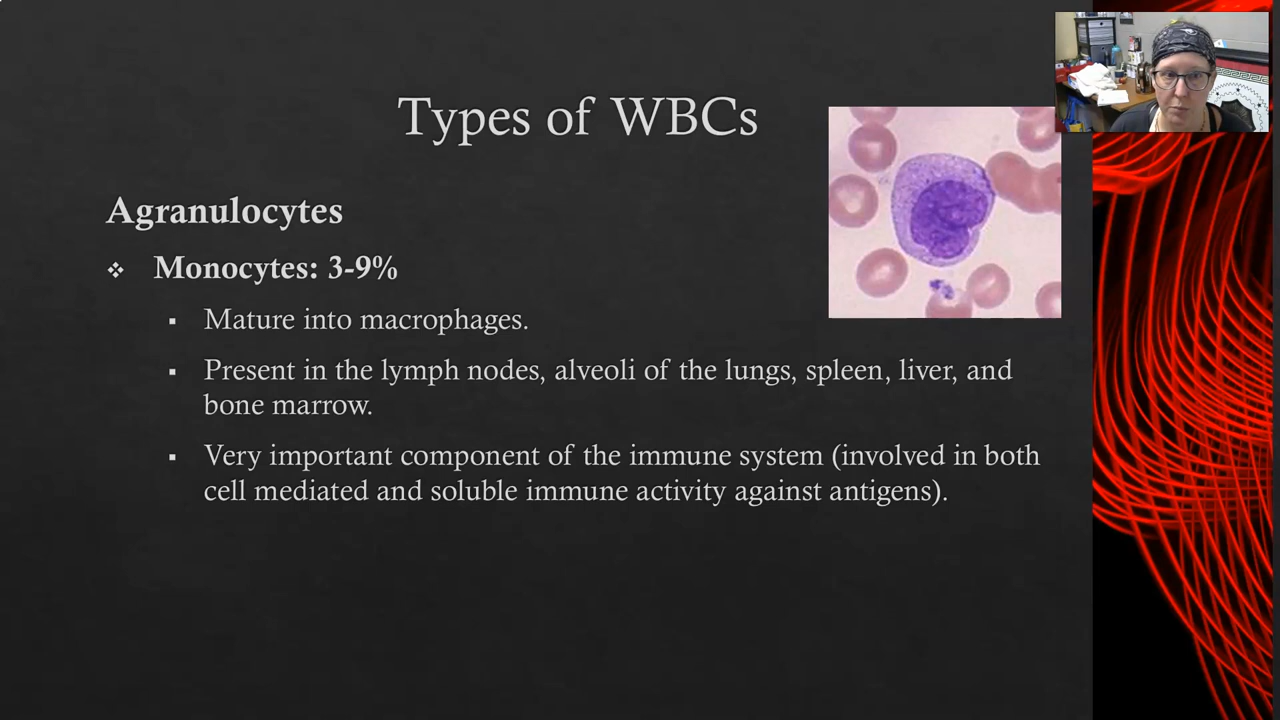 Types of WBCs
Agranulocytes
Monocytes: 3-9%
Mature into macrophages.
Present in the lymph nodes, alveoli of the lungs, spleen, liver, and
bone marrow.
Very important component of the immune system (involved in both
cell mediated and soluble immune activity against antigens).